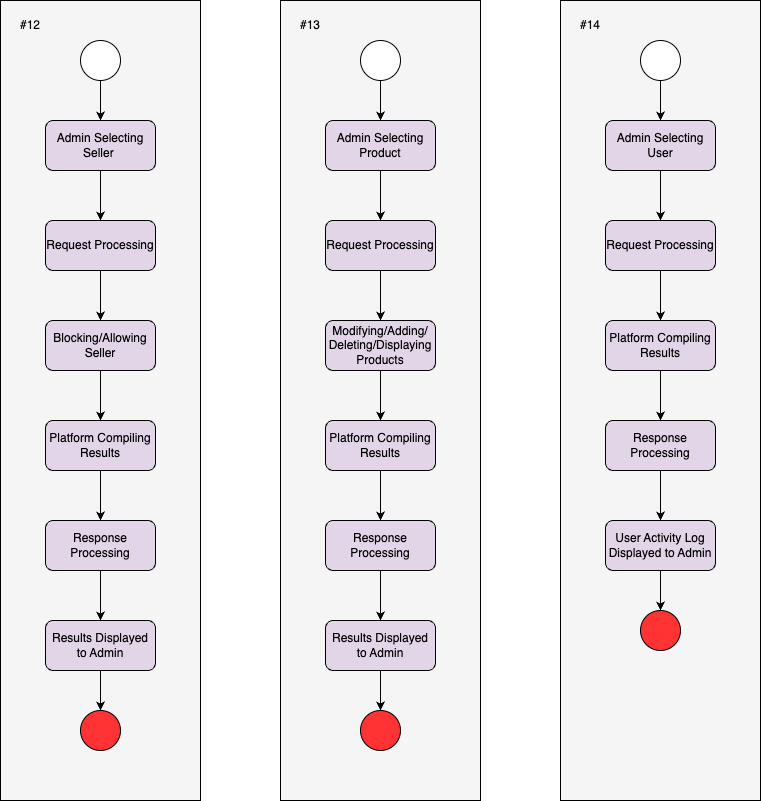 #12
Admin Selecting
Seller
Request Processing
Blocking/Allowing
Seller
Platform Compiling
Results
Response
Processing
Results Displayed
to Admin
#13
Admin Selecting
Product
Request Processing
Modifying/Adding/
Deleting/Displaying
Products
Platform Compiling
Results
Response
Processing
Results Displayed
to Admin
#14
Admin Selecting
User
Request Processing
Platform Compiling
Results
Response
Processing
User Activity Log
Displayed to Admin